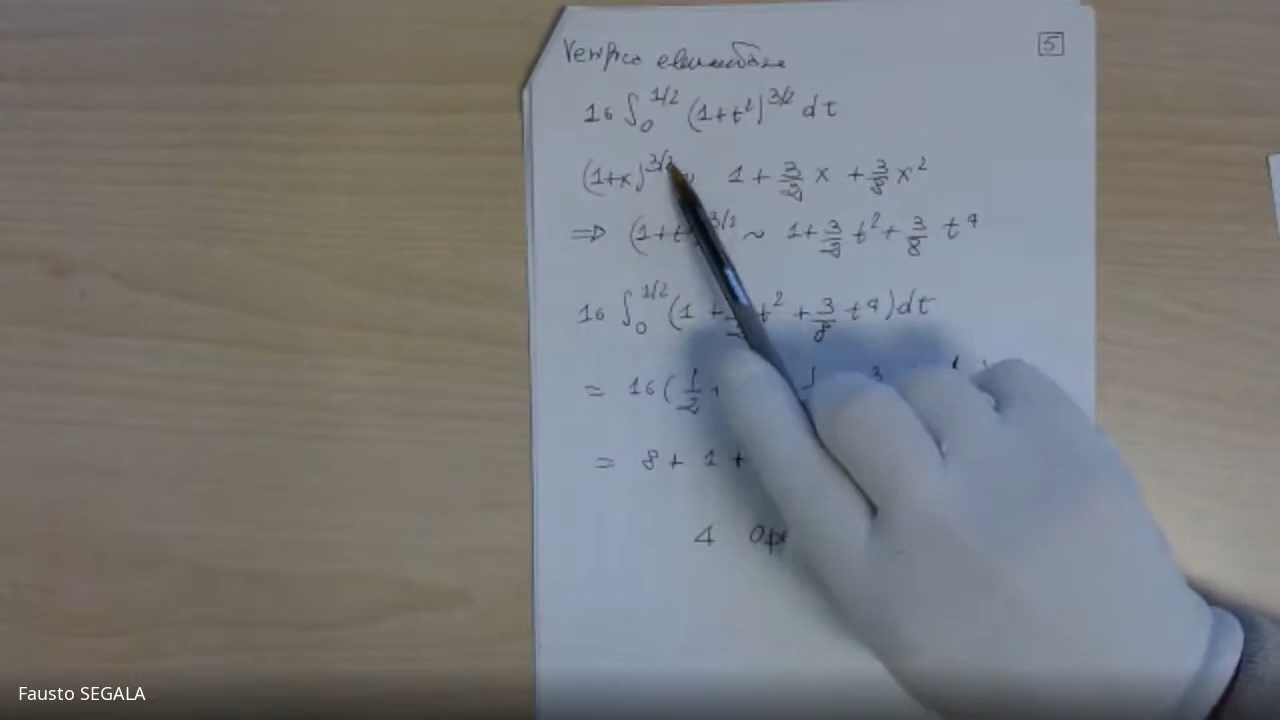 Verifica elementare
5
16 ∫₀^{1/2} (1+t²)^{3/2} dt
(1+x)^{3/2} ~ 1 + 3/2 x + 3/8 x²
⇒ (1+t²)^{3/2} ~ 1 + 3/2 t² + 3/8 t⁴
16 ∫₀^{1/2} (1 + t² + 3/8 t⁴) dt
= 16 ( 1/2 +
= 8 + 1 +
4
Fausto SEGALA